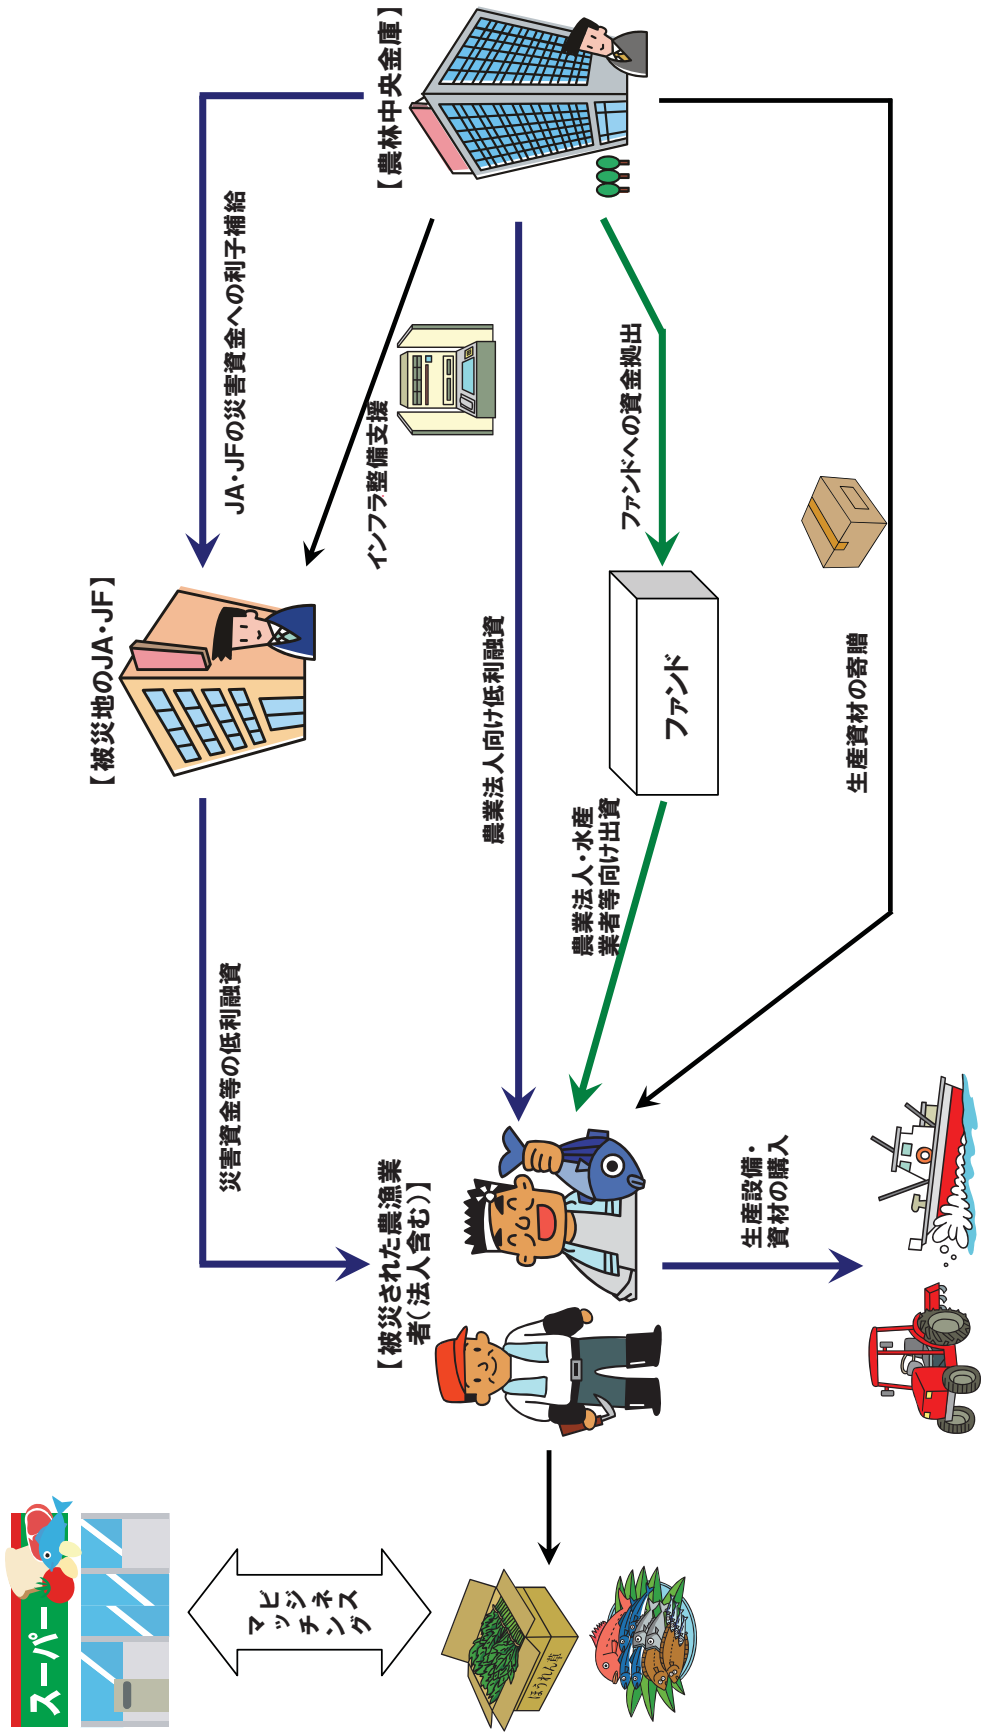 【農林中央金庫】
JA・JFの災害資金への利子補給
インフラ整備支援
ファンドへの資金拠出
【被災地のJA・JF】
農業法人向け低利融資
ファンド
生産資材の寄贈
農業法人・水産
業者等向け出資
災害資金等の低利融資
【被災された農漁業
者（法人含む）】
生産設備・
資材の購入
ビジネス
マッチング
スーパー
ほうれん草